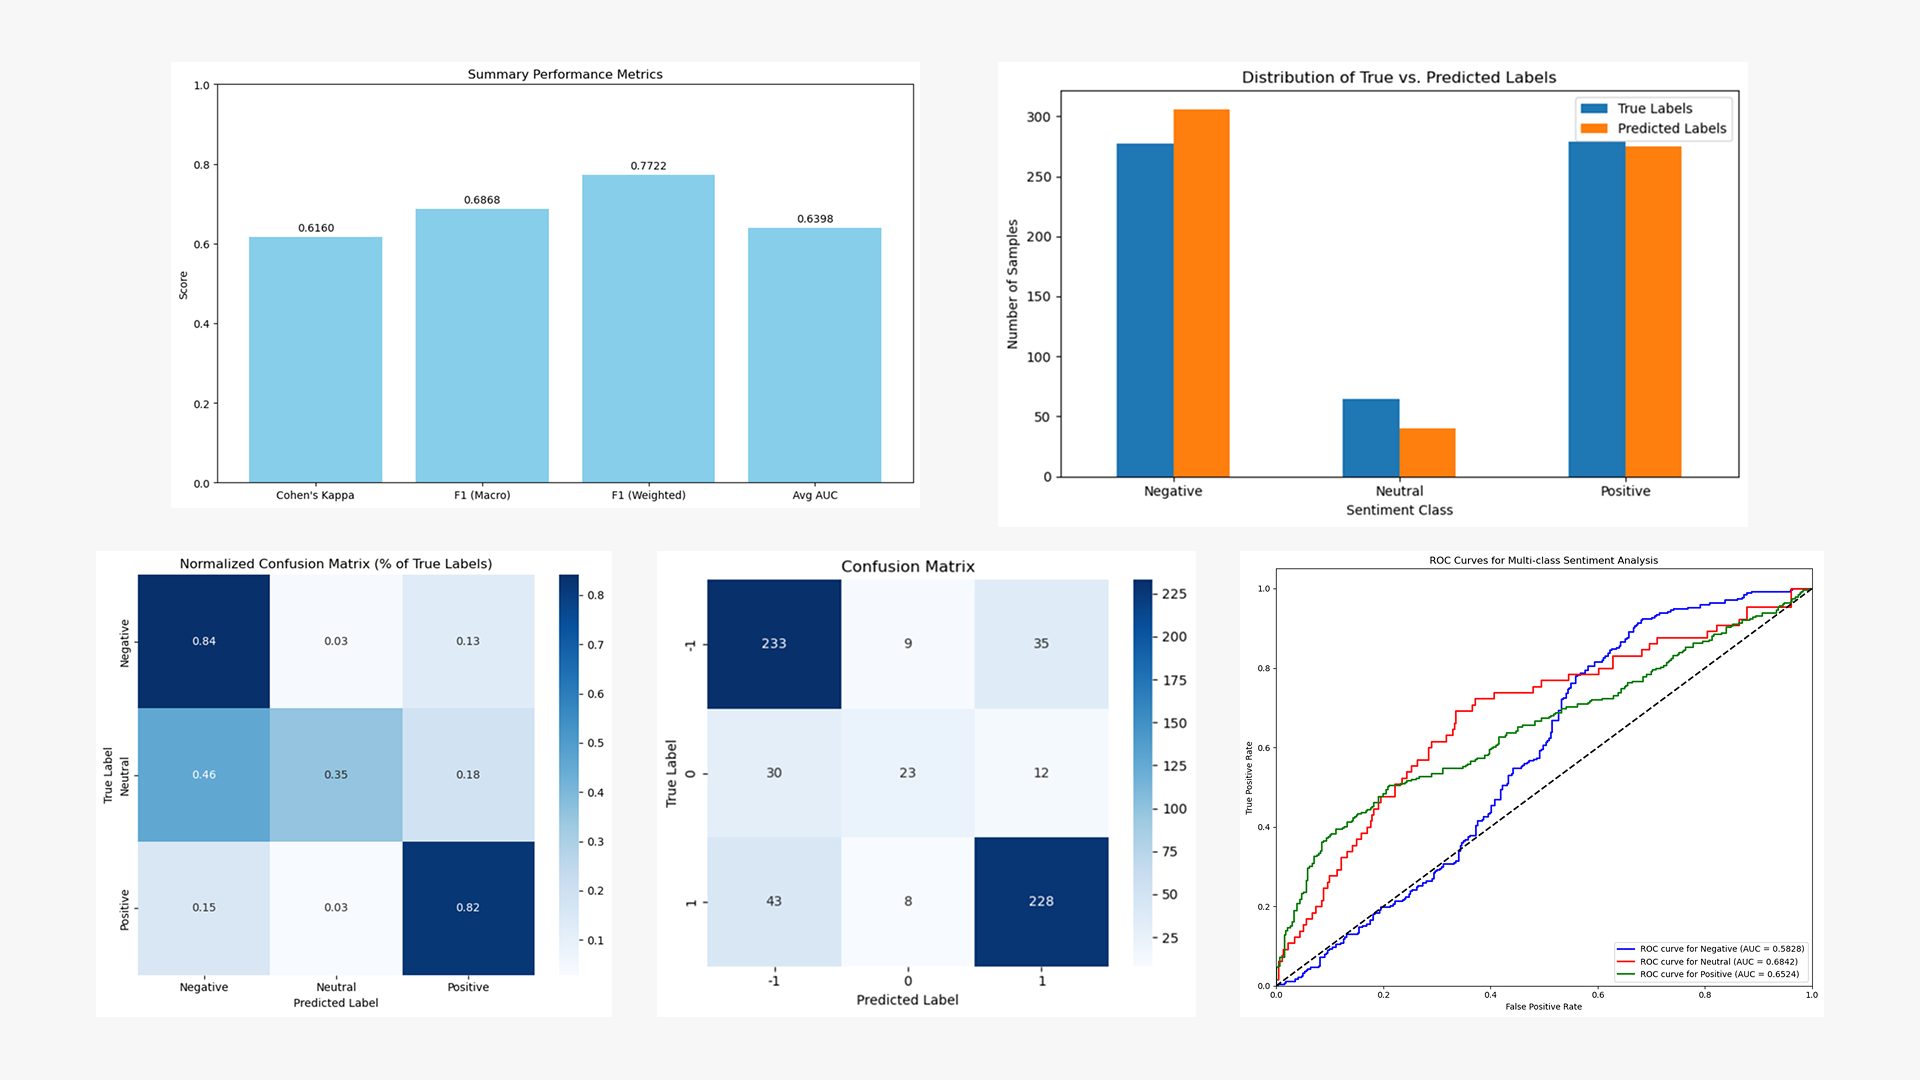 Summary Performance Metrics
1.0
0.8
0.6
0.4
0.2
0.0
Score
0.6160
0.6868
0.7722
0.6398
Cohen's Kappa
F1 (Macro)
F1 (Weighted)
Avg AUC
Distribution of True vs. Predicted Labels
True Labels
Predicted Labels
300
250
200
150
100
50
0
Number of Samples
Negative
Neutral
Positive
Sentiment Class
Normalized Confusion Matrix (% of True Labels)
True Label
Negative
Neutral
Positive
0.84 0.03 0.13
0.46 0.35 0.18
0.15 0.03 0.82
Negative
Neutral
Positive
Predicted Label
0.8
0.7
0.6
0.5
0.4
0.3
0.2
0.1
Confusion Matrix
True Label
-1
0
1
233 9 35
30 23 12
43 8 228
-1
0
1
Predicted Label
225
200
175
150
125
100
75
50
25
ROC Curves for Multi-class Sentiment Analysis
True Positive Rate
1.0
0.8
0.6
0.4
0.2
0.0
ROC curve for Negative (AUC = 0.5828)
ROC curve for Neutral (AUC = 0.6842)
ROC curve for Positive (AUC = 0.6524)
0.0
0.2
0.4
0.6
0.8
1.0
False Positive Rate